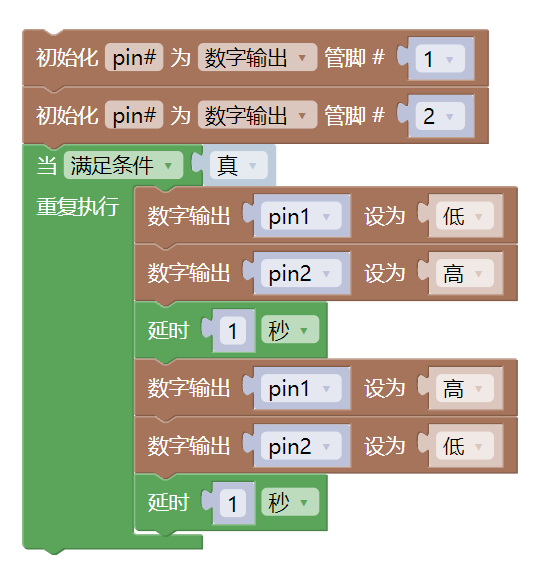 初始化 pin# 为 数字输出 管脚 # 1
初始化 pin# 为 数字输出 管脚 # 2
当 满足条件 真
重复执行
数字输出 pin1 设为 低
数字输出 pin2 设为 高
延时 1 秒
数字输出 pin1 设为 高
数字输出 pin2 设为 低
延时 1 秒